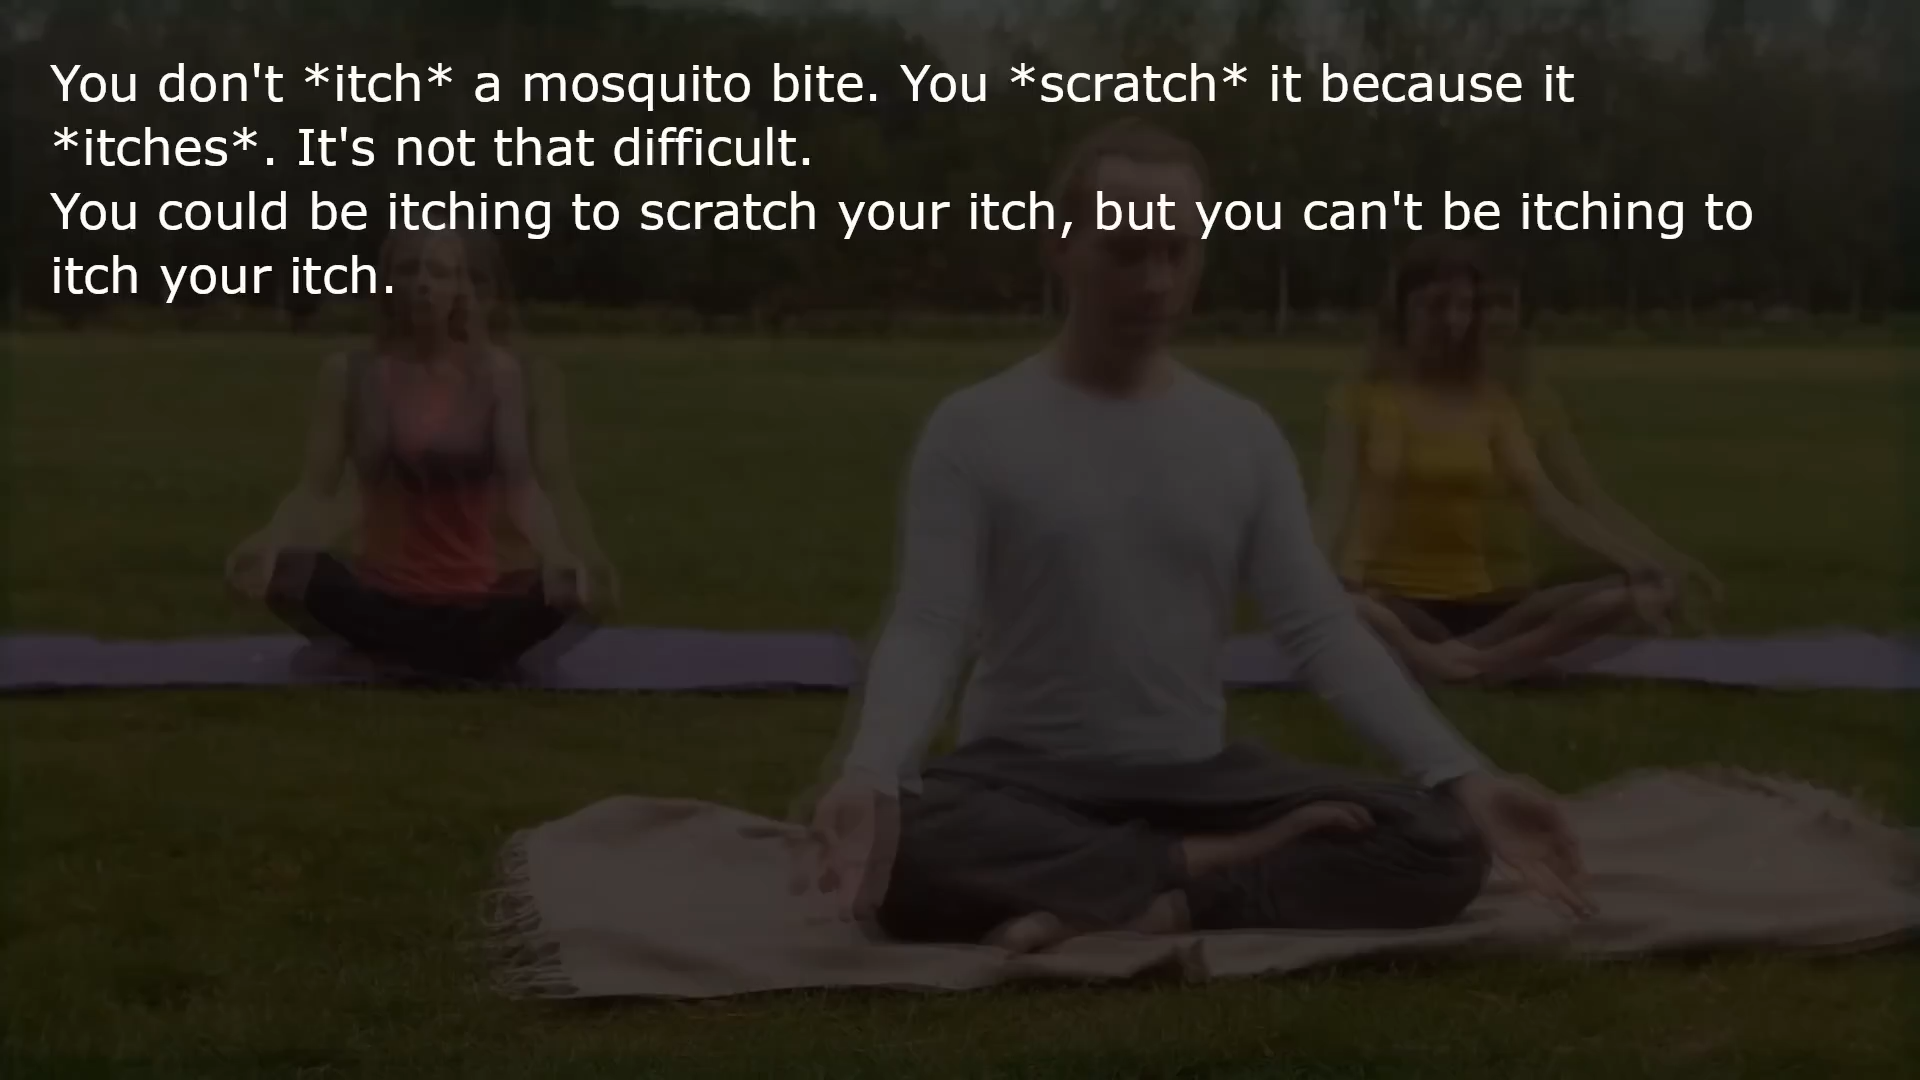 You don't *itch* a mosquito bite. You *scratch* it because it
*itches*. It's not that difficult.
You could be itching to scratch your itch, but you can't be itching to
itch your itch.